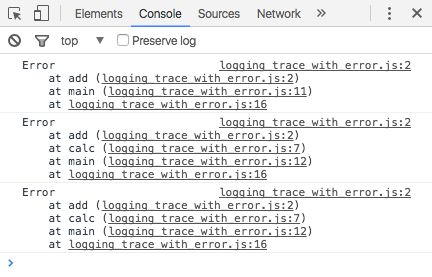 Elements Console Sources Network »
top ▼ Preserve log
Error logging_trace_with_error.js:2
at add (logging_trace_with_error.js:2)
at main (logging_trace_with_error.js:11)
at logging_trace_with_error.js:16
Error logging_trace_with_error.js:2
at add (logging_trace_with_error.js:2)
at calc (logging_trace_with_error.js:7)
at main (logging_trace_with_error.js:12)
at logging_trace_with_error.js:16
Error logging_trace_with_error.js:2
at add (logging_trace_with_error.js:2)
at calc (logging_trace_with_error.js:7)
at main (logging_trace_with_error.js:12)
at logging_trace_with_error.js:16
>